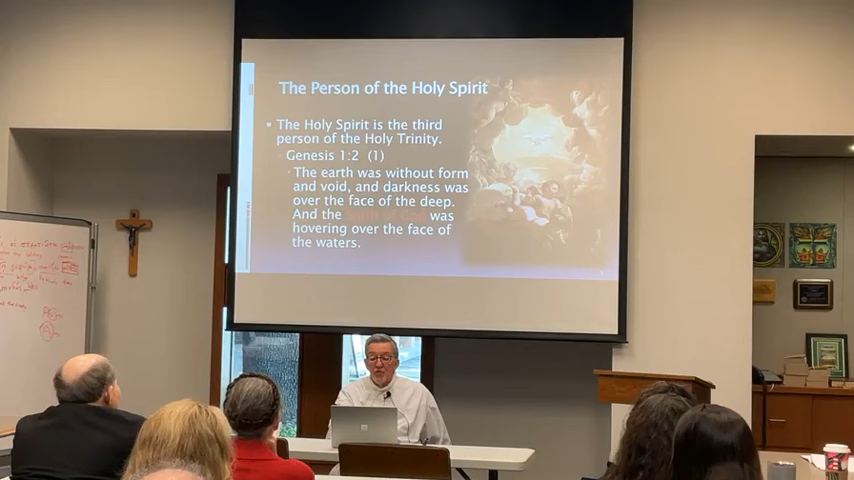 The Person of the Holy Spirit
The Holy Spirit is the third
person of the Holy Trinity.
Genesis 1:2 (1)
The earth was without form
and void, and darkness was
over the face of the deep.
And the Spirit of God was
hovering over the face of
the waters.